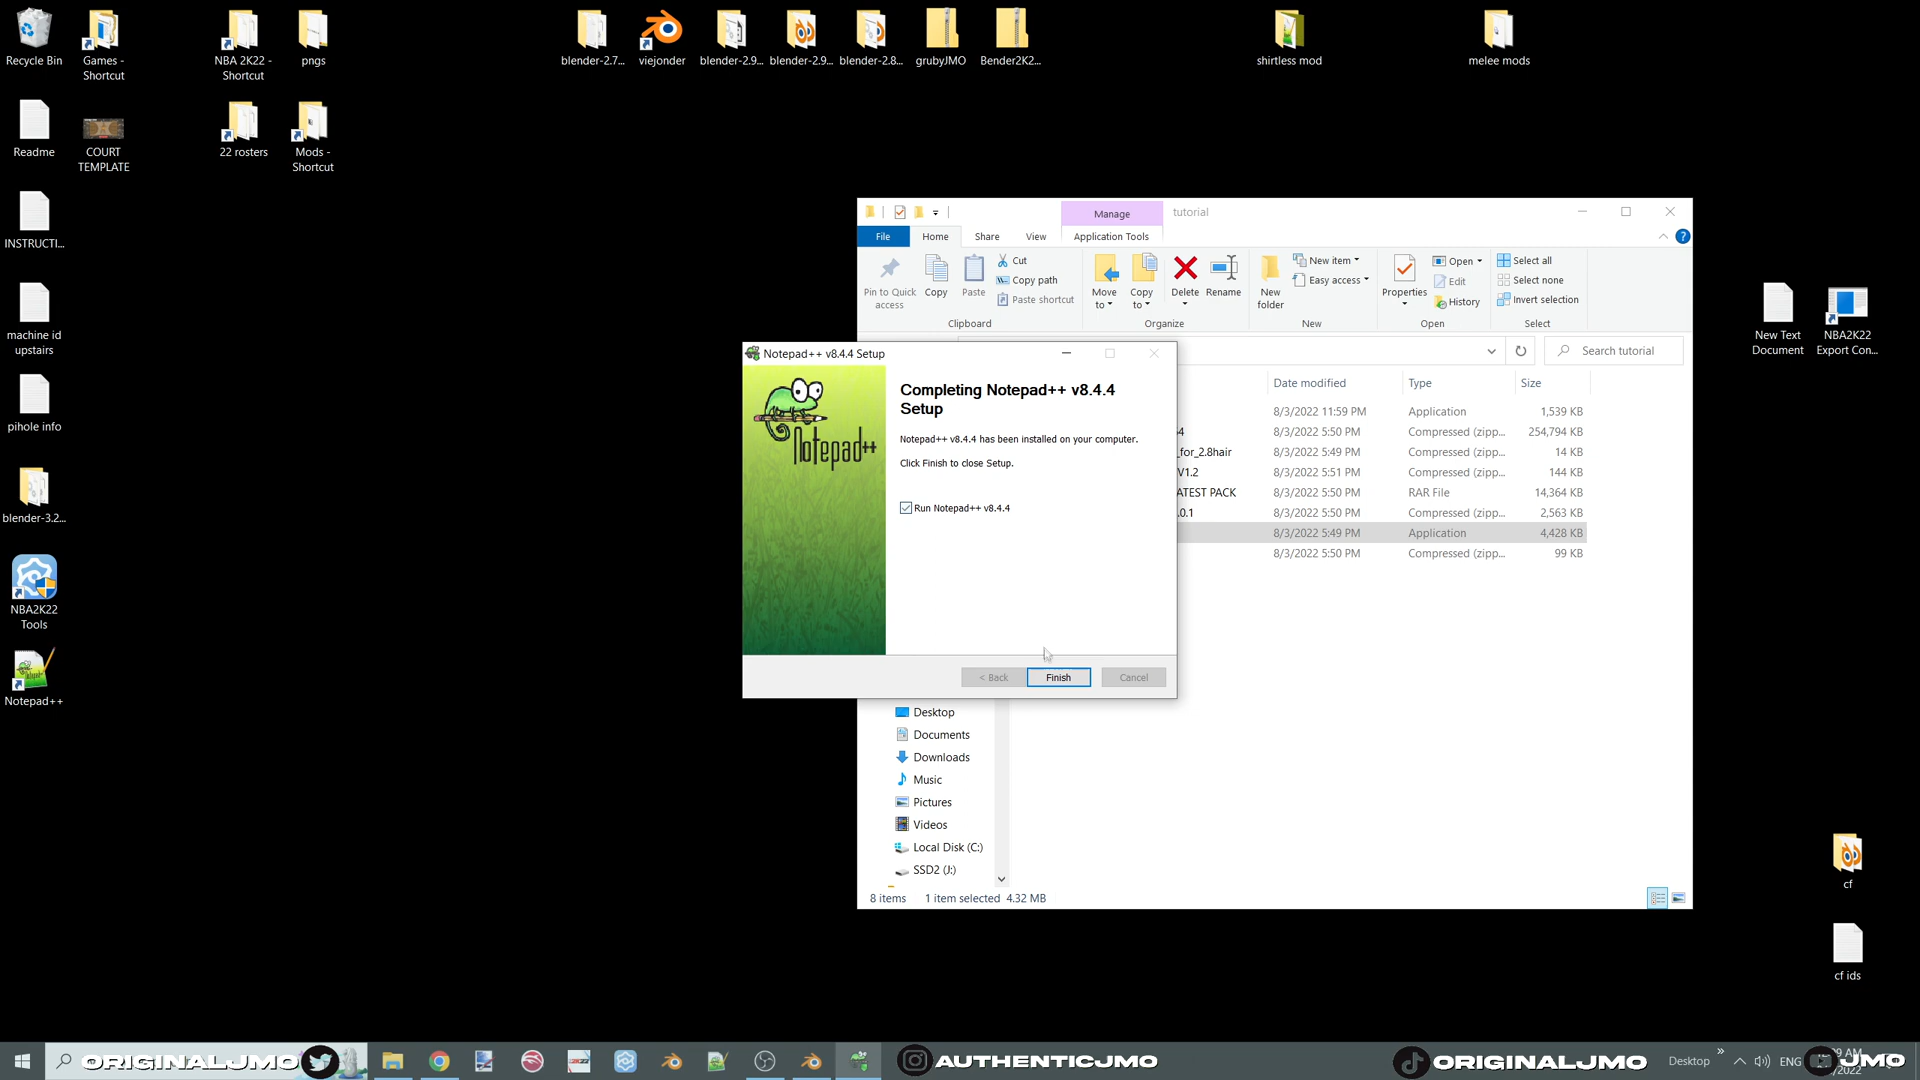 Recycle Bin
Games -
Shortcut
NBA 2K22 -
Shortcut
pngs
blender-2.7...
viejonder
blender-2.9...
blender-2.9...
blender-2.8...
grubyJMO
Bender2K2...
shirtless mod
melee mods
Readme
COURT
TEMPLATE
22 rosters
Mods -
Shortcut
INSTRUCTI...
machine id
upstairs
pihole info
blender-3.2...
NBA2K22
Tools
Notepad++
New Text
Document
NBA2K22
Export Con...
cf
cf ids
Manage
tutorial
File
Home
Share
View
Application Tools
Pin to Quick
access
Copy
Paste
Cut
Copy path
Paste shortcut
Clipboard
Move
to
Copy
to
Delete
Rename
Organize
New
folder
New item
Easy access
New
Properties
Open
Edit
History
Open
Select all
Select none
Invert selection
Select
Search tutorial
Date modified
Type
Size
8/3/2022 11:59 PM
Application
1,539 KB
8/3/2022 5:50 PM
Compressed (zipp...
254,794 KB
_for_2.8hair
8/3/2022 5:49 PM
Compressed (zipp...
14 KB
V1.2
8/3/2022 5:51 PM
Compressed (zipp...
144 KB
ATEST PACK
8/3/2022 5:50 PM
RAR File
14,364 KB
.0.1
8/3/2022 5:50 PM
Compressed (zipp...
2,563 KB
8/3/2022 5:49 PM
Application
4,428 KB
8/3/2022 5:50 PM
Compressed (zipp...
99 KB
Notepad++ v8.4.4 Setup
Notepad++
Completing Notepad++ v8.4.4
Setup
Notepad++ v8.4.4 has been installed on your computer.
Click Finish to close Setup.
Run Notepad++ v8.4.4
< Back
Finish
Cancel
Desktop
Documents
Downloads
Music
Pictures
Videos
Local Disk (C:)
SSD2 (J:)
8 items
1 item selected 4.32 MB
ORIGINALJMO
AUTHENTICJMO
ORIGINALJMO
Desktop
ENG
JMO